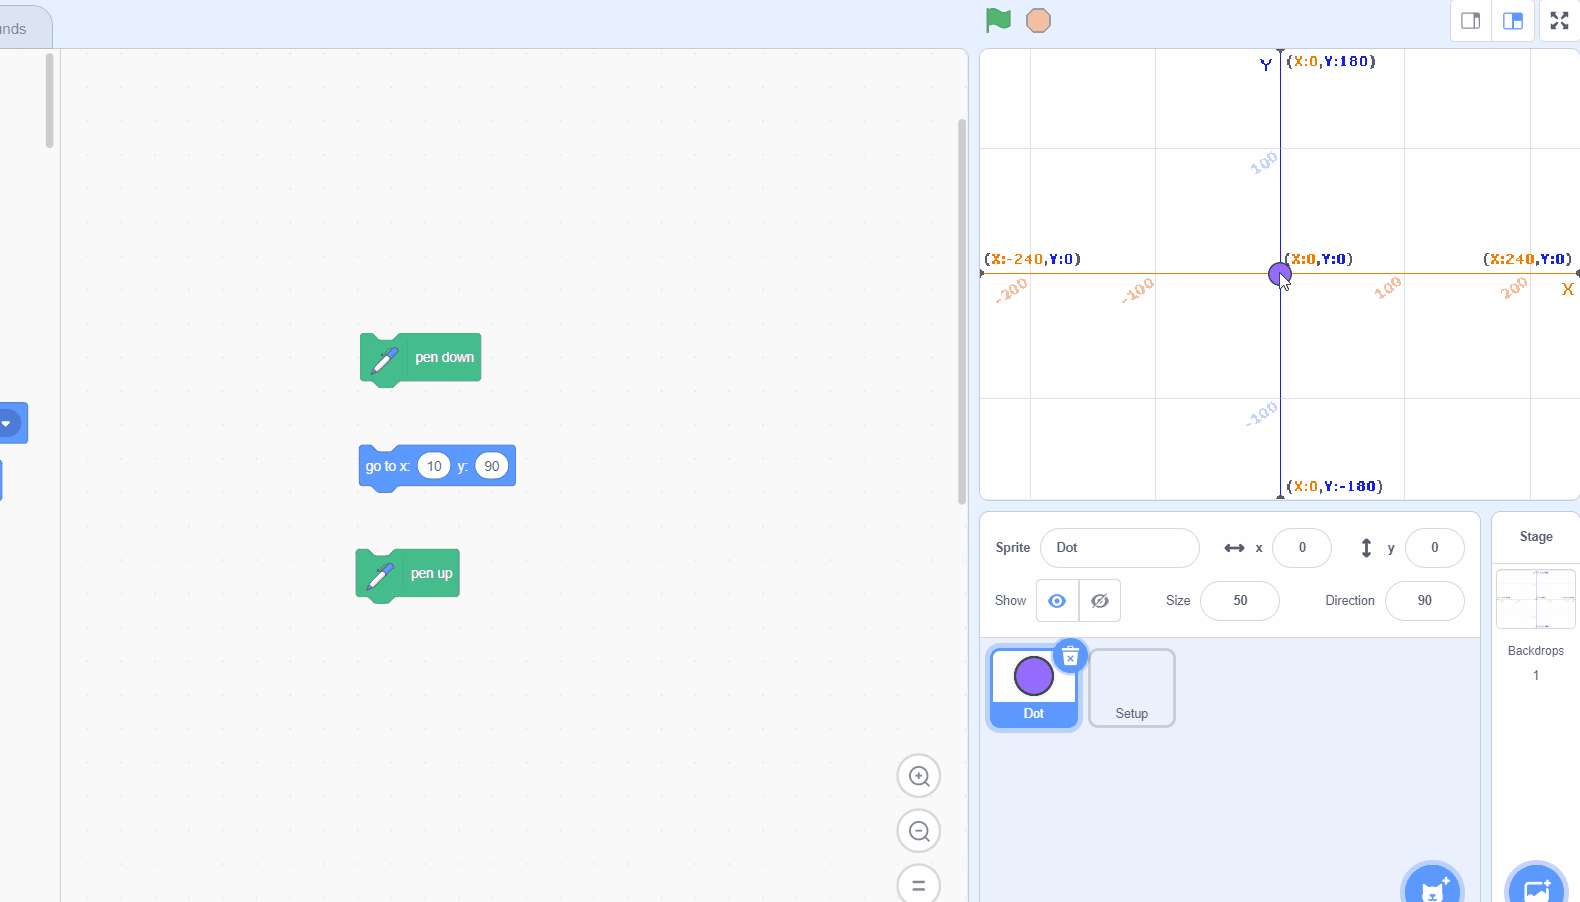 nds
pen down
go to x: 10 y: 90
pen up
Y (X:0,Y:180)
100
(X:-240,Y:0) (X:0,Y:0) (X:240,Y:0)
-200 -100 100 200 X
-100
(X:0,Y:-180)
Sprite Dot x 0 y 0
Show Size 50 Direction 90
Dot
Setup
Stage
Backdrops
1